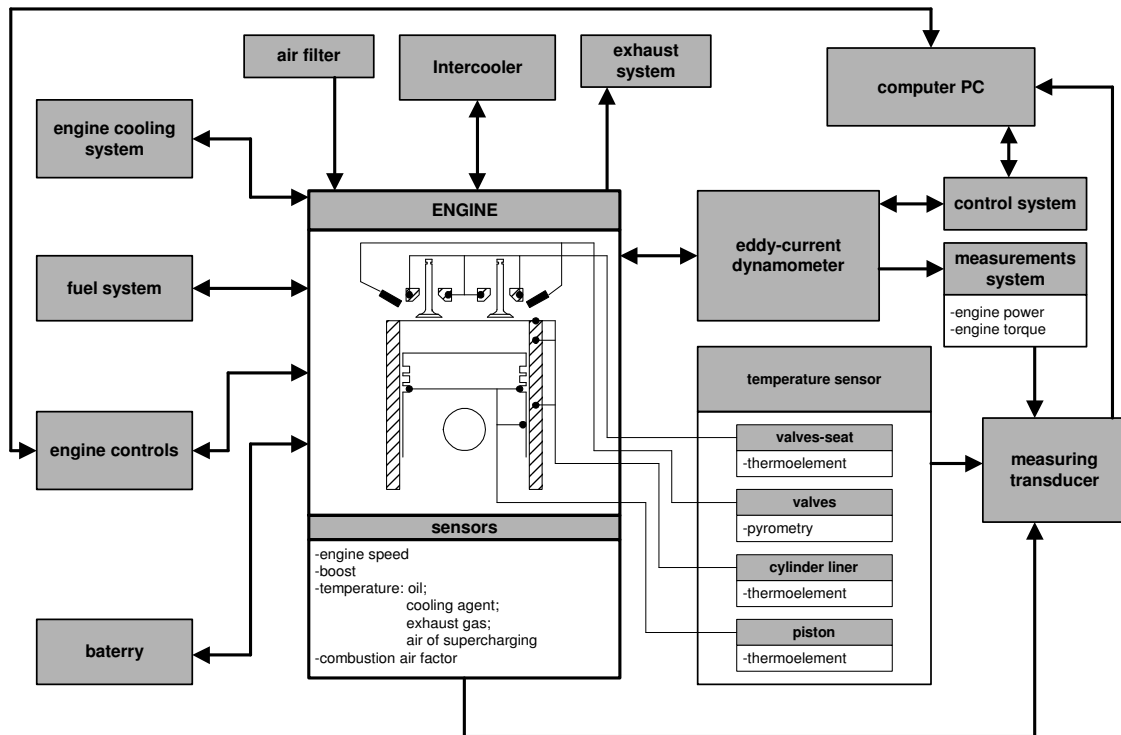 air filter
Intercooler
exhaust
system
computer PC
engine cooling
system
ENGINE
control system
eddy-current
dynamometer
measurements
system
-engine power
-engine torque
fuel system
temperature sensor
engine controls
valves-seat
-thermoelement
measuring
transducer
valves
-pyrometry
sensors
-engine speed
-boost
-temperature: oil;
cooling agent;
exhaust gas;
air of supercharging
-combustion air factor
cylinder liner
-thermoelement
baterry
piston
-thermoelement